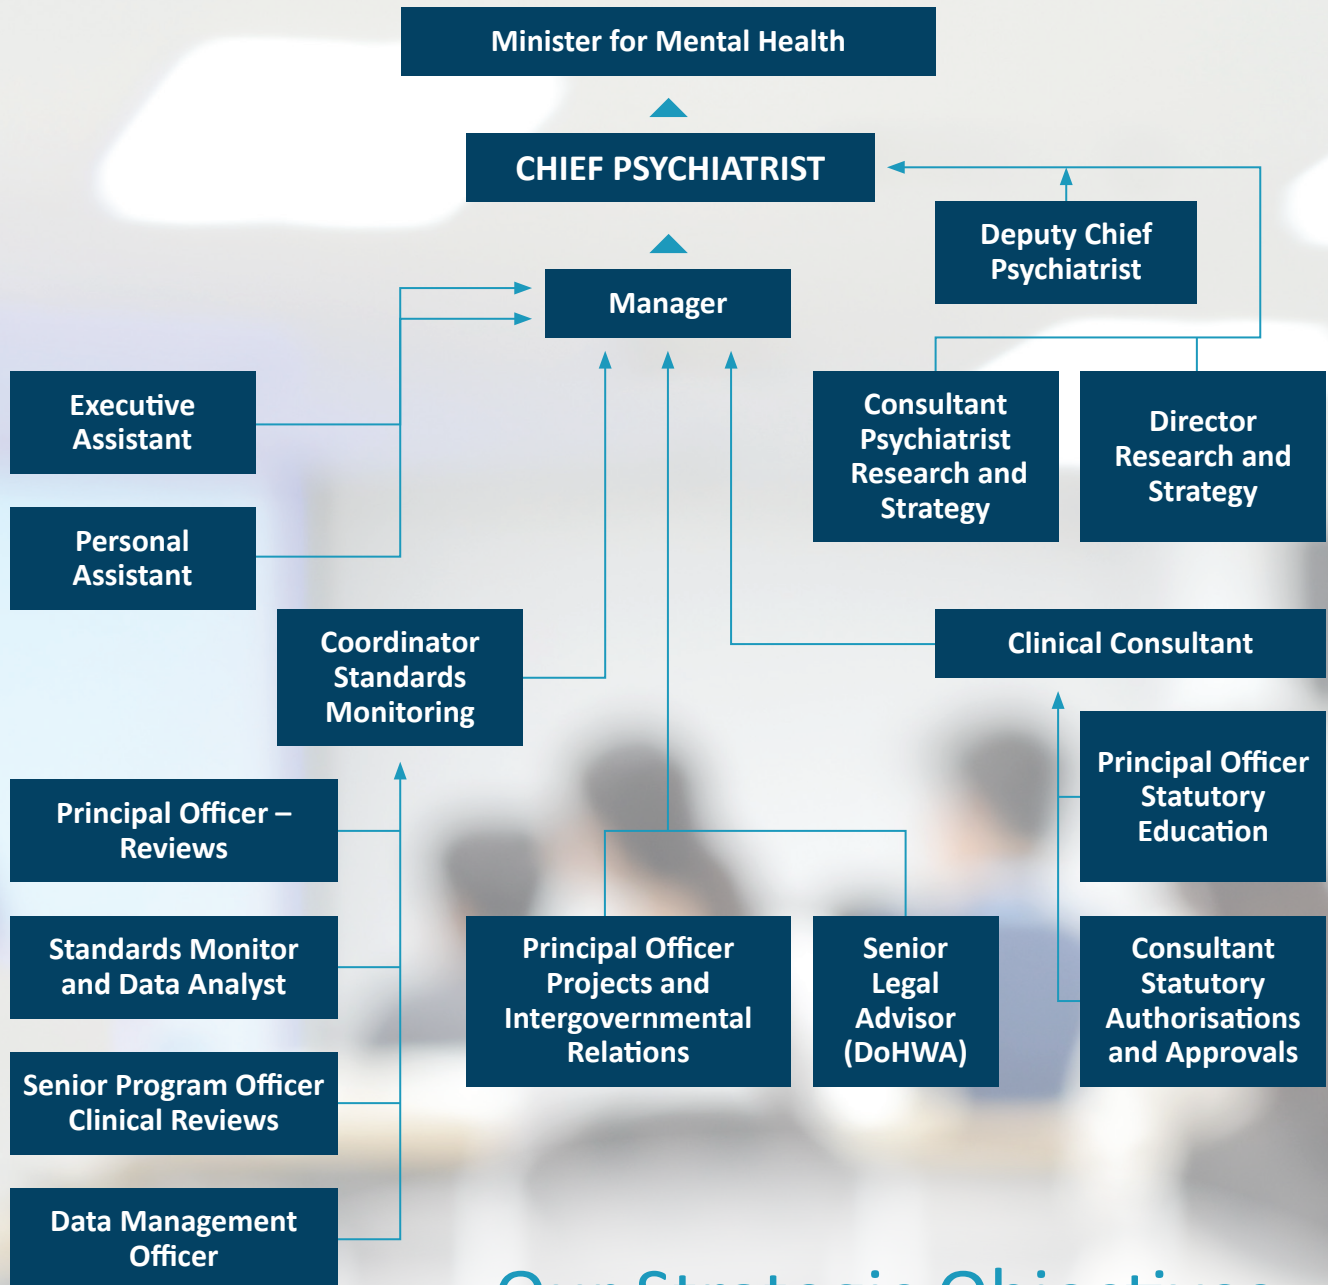 Minister for Mental Health
CHIEF PSYCHIATRIST
Deputy Chief
Psychiatrist
Manager
Executive
Assistant
Consultant
Psychiatrist
Research and
Strategy
Director
Research and
Strategy
Personal
Assistant
Coordinator
Standards
Monitoring
Clinical Consultant
Principal Officer
Statutory
Education
Principal Officer –
Reviews
Standards Monitor
and Data Analyst
Principal Officer
Projects and
Intergovernmental
Relations
Senior
Legal
Advisor
(DoHWA)
Consultant
Statutory
Authorisations
and Approvals
Senior Program Officer
Clinical Reviews
Data Management
Officer
Our Strategic Objectives